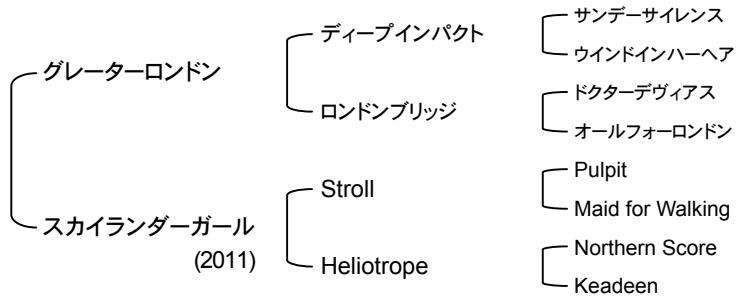 グレーターロンドン
ディープインパクト
サンデーサイレンス
ウインドインハーヘア
ロンドンブリッジ
ドクターデヴィアス
オールフォーロンドン
スカイランダーガール
(2011)
Stroll
Pulpit
Maid for Walking
Heliotrope
Northern Score
Keadeen